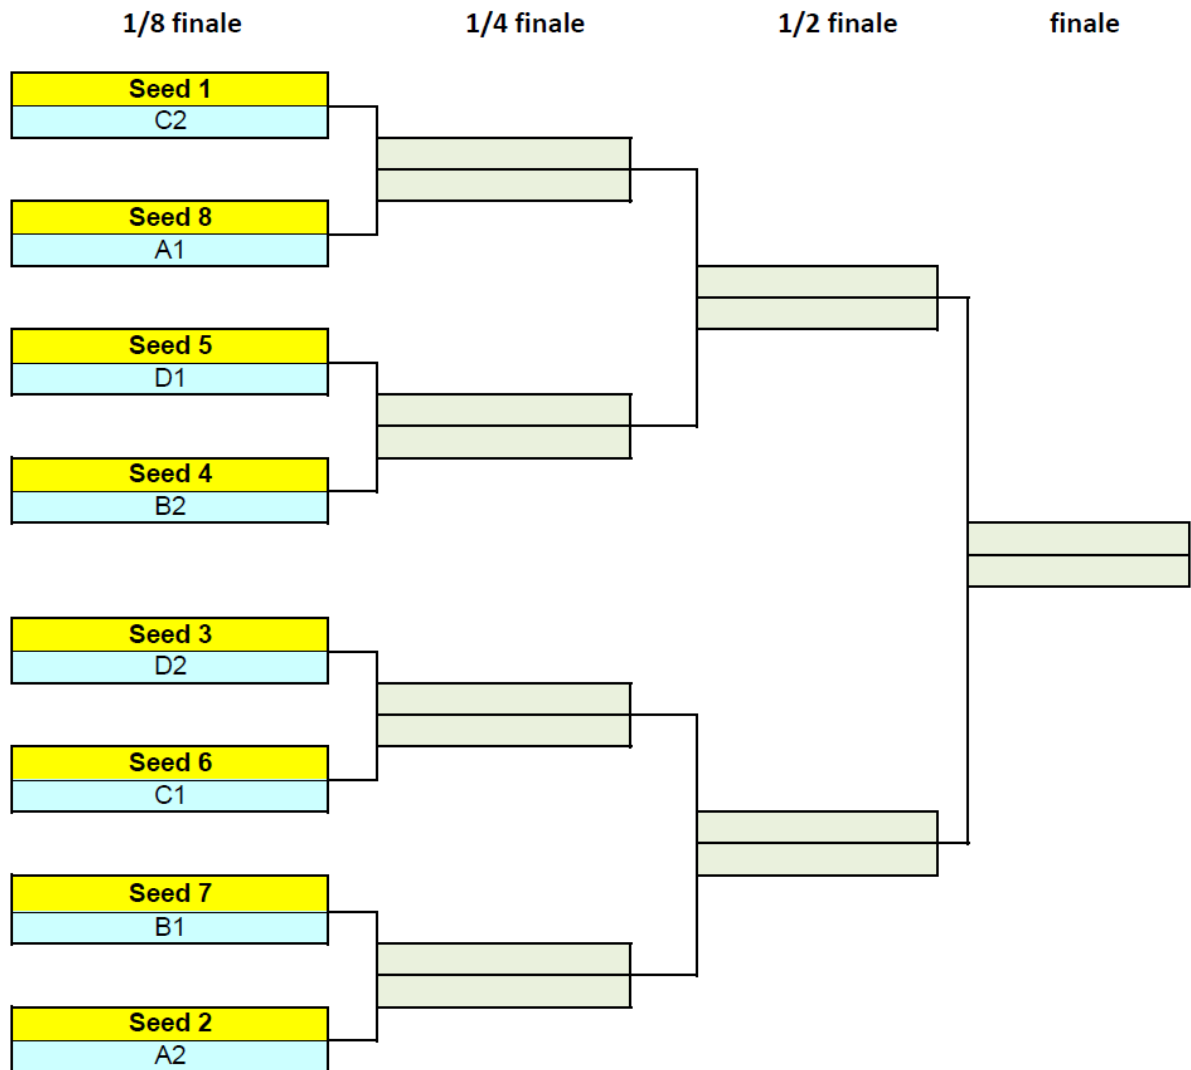 1/8 finale 1/4 finale 1/2 finale finale
Seed 1
C2
Seed 8
A1
Seed 5
D1
Seed 4
B2
Seed 3
D2
Seed 6
C1
Seed 7
B1
Seed 2
A2